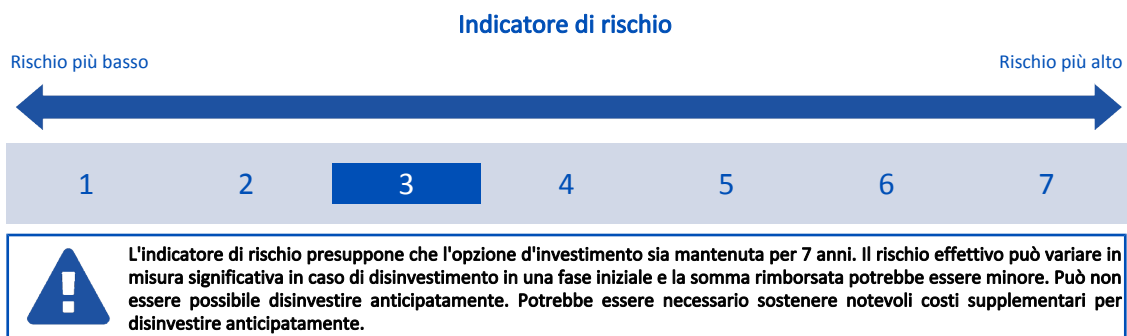 Indicatore di rischio
Rischio più basso
Rischio più alto
1 2 3 4 5 6 7
L'indicatore di rischio presuppone che l'opzione d'investimento sia mantenuta per 7 anni. Il rischio effettivo può variare in
misura significativa in caso di disinvestimento in una fase iniziale e la somma rimborsata potrebbe essere minore. Può non
essere possibile disinvestire anticipatamente. Potrebbe essere necessario sostenere notevoli costi supplementari per
disinvestire anticipatamente.